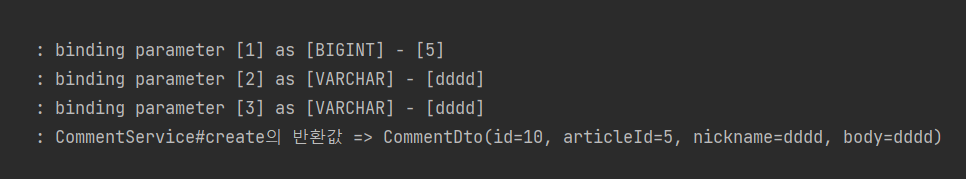 : binding parameter [1] as [BIGINT] - [5]
: binding parameter [2] as [VARCHAR] - [dddd]
: binding parameter [3] as [VARCHAR] - [dddd]
: CommentService#create의 반환값 => CommentDto(id=10, articleId=5, nickname=dddd, body=dddd)